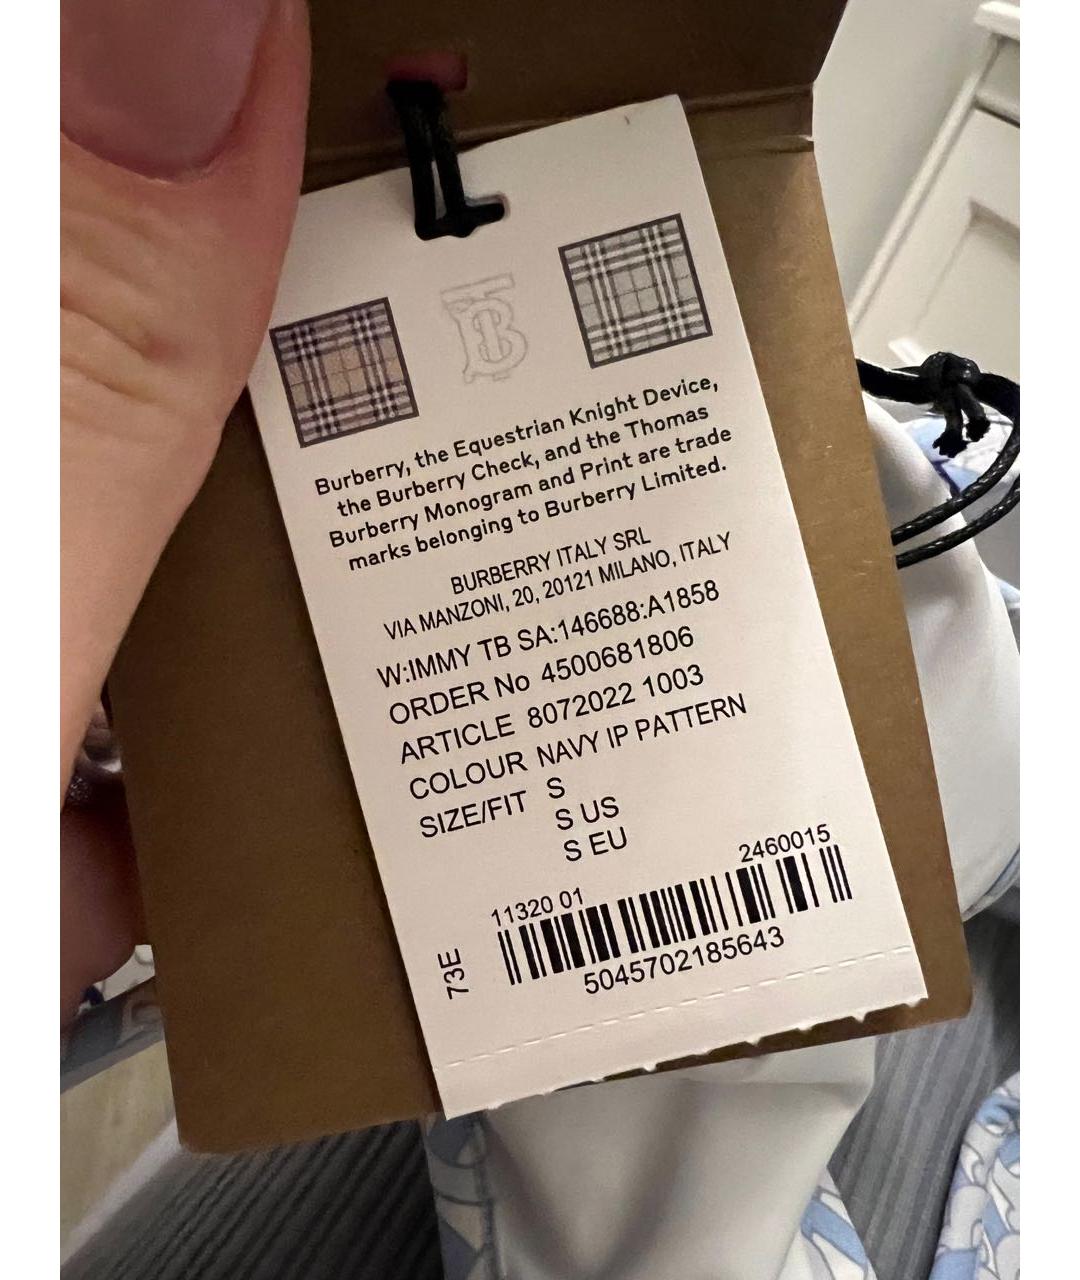 TB
Burberry, the Equestrian Knight Device,
the Burberry Check, and the Thomas
Burberry Monogram and Print are trade
marks belonging to Burberry Limited.
BURBERRY ITALY SRL
VIA MANZONI, 20, 20121 MILANO, ITALY
W:IMMY TB SA:146688:A1858
ORDER No 4500681806
ARTICLE 8072022 1003
COLOUR NAVY IP PATTERN
SIZE/FIT S
S US
S EU
11320 01 2460015
73E
5045702185643